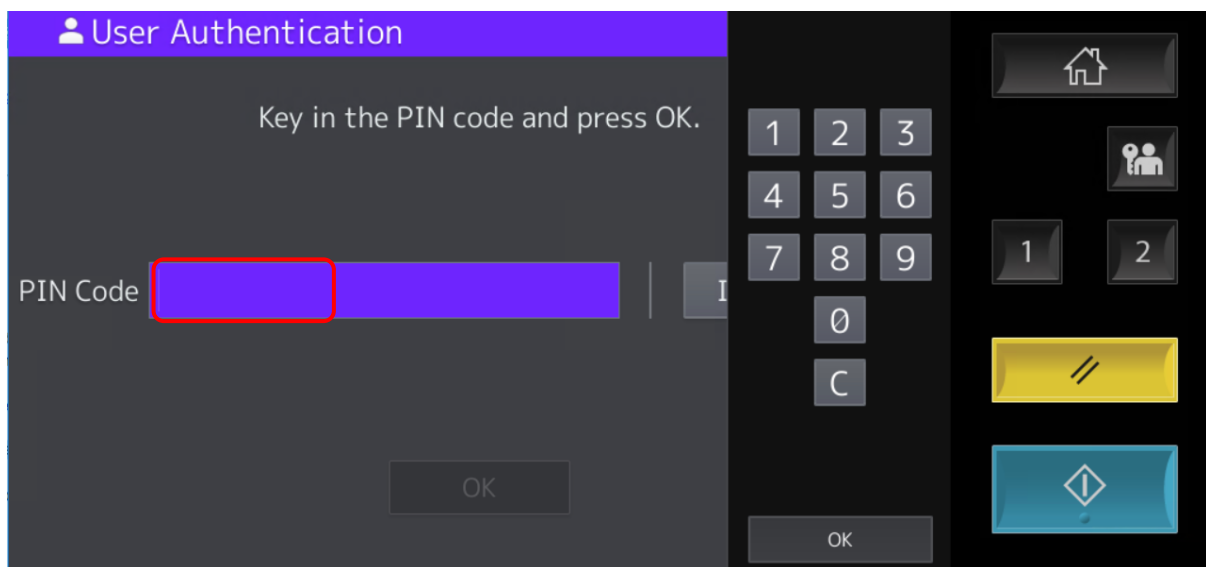 User Authentication
Key in the PIN code and press OK.
PIN Code
I
OK
1 2 3
4 5 6
7 8 9
0
C
OK
1 2